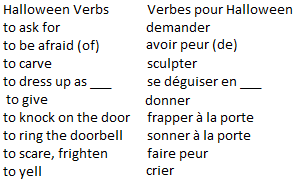 Halloween Verbs Verbes pour Halloween
to ask for demander
to be afraid (of) avoir peur (de)
to carve sculpter
to dress up as ___ se déguiser en ___
to give donner
to knock on the door frapper à la porte
to ring the doorbell sonner à la porte
to scare, frighten faire peur
to yell crier